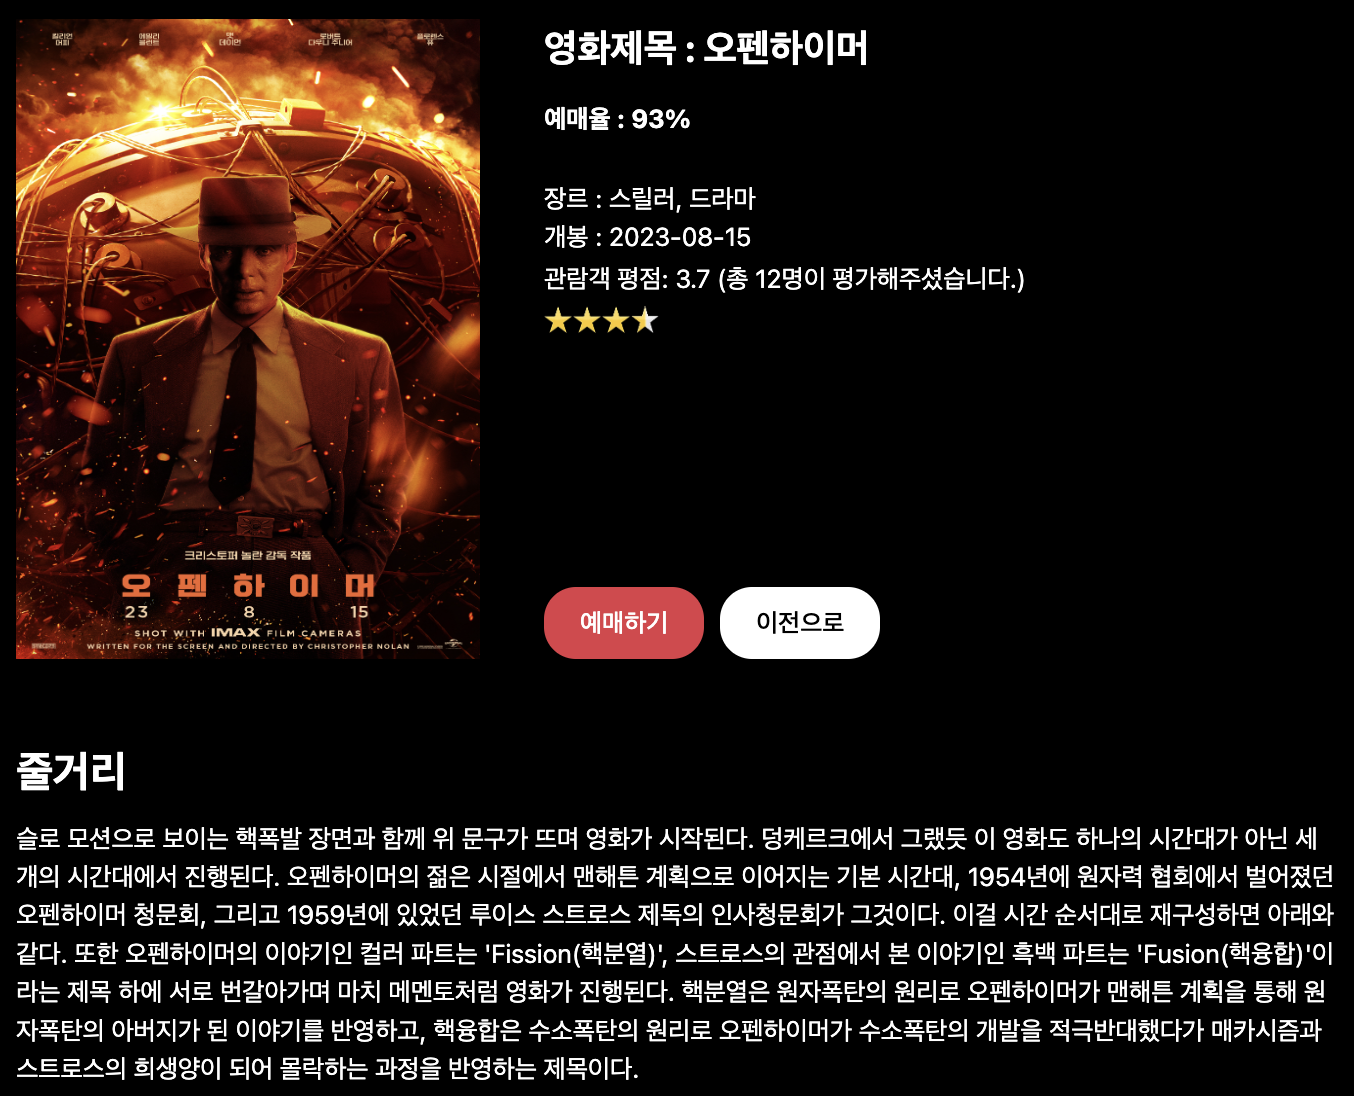 킬리언 머피
에밀리 블런트
맷 데이먼
로버트 다우니 주니어
플로렌스 퓨
크리스토퍼 놀란 감독 작품
오펜하이머
23 8 15
SHOT WITH IMAX FILM CAMERAS
WRITTEN FOR THE SCREEN AND DIRECTED BY CHRISTOPHER NOLAN
영화제목 : 오펜하이머
예매율 : 93%
장르 : 스릴러, 드라마
개봉 : 2023-08-15
관람객 평점: 3.7 (총 12명이 평가해주셨습니다.)
예매하기
이전으로
줄거리
슬로 모션으로 보이는 핵폭발 장면과 함께 위 문구가 뜨며 영화가 시작된다. 덩케르크에서 그랬듯 이 영화도 하나의 시간대가 아닌 세
개의 시간대에서 진행된다. 오펜하이머의 젊은 시절에서 맨해튼 계획으로 이어지는 기본 시간대, 1954년에 원자력 협회에서 벌어졌던
오펜하이머 청문회, 그리고 1959년에 있었던 루이스 스트로스 제독의 인사청문회가 그것이다. 이걸 시간 순서대로 재구성하면 아래와
같다. 또한 오펜하이머의 이야기인 컬러 파트는 'Fission(핵분열)', 스트로스의 관점에서 본 이야기인 흑백 파트는 'Fusion(핵융합)'이
라는 제목 하에 서로 번갈아가며 마치 메멘토처럼 영화가 진행된다. 핵분열은 원자폭탄의 원리로 오펜하이머가 맨해튼 계획을 통해 원
자폭탄의 아버지가 된 이야기를 반영하고, 핵융합은 수소폭탄의 원리로 오펜하이머가 수소폭탄의 개발을 적극반대했다가 매카시즘과
스트로스의 희생양이 되어 몰락하는 과정을 반영하는 제목이다.